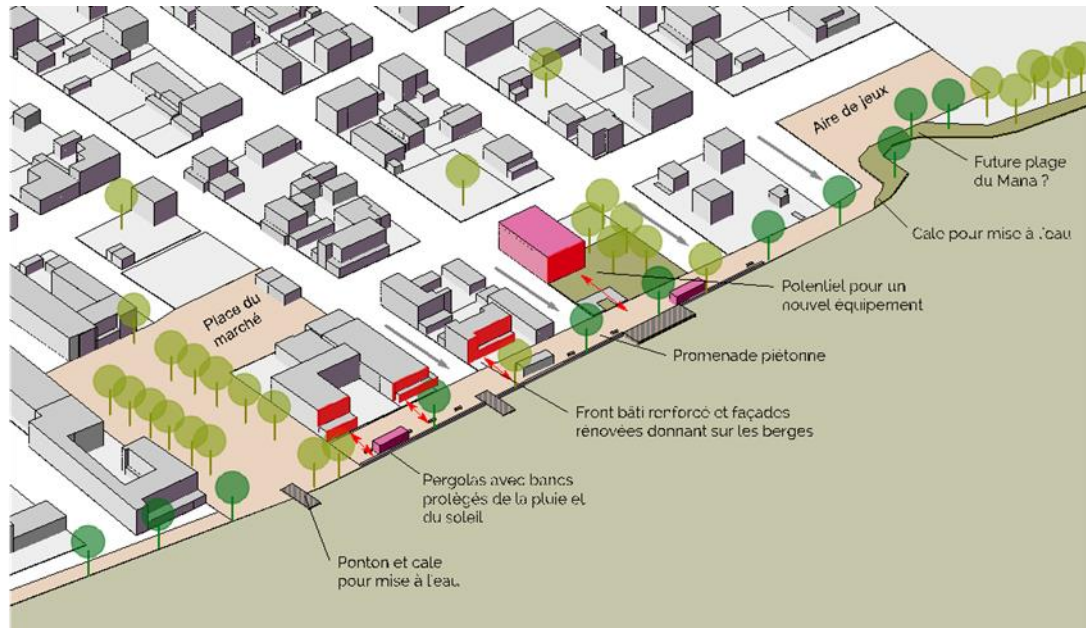 Aire de jeux
Future plage
du Mana ?
Cale pour mise à l'eau
Potentiel pour un
nouvel équipement
Place du
marché
Promenade piétonne
Front bâti renforcé et façades
rénovées donnant sur les berges
Pergolas avec bancs
protégés de la pluie et
du soleil
Ponton et cale
pour mise à l'eau